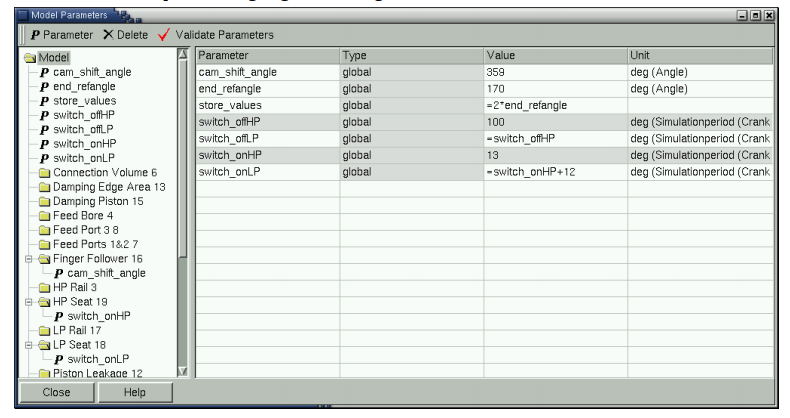 Model Parameters
P Parameter Delete Validate Parameters
Model
P cam_shift_angle
P end_refangle
P store_values
P switch_offHP
P switch_offLP
P switch_onHP
P switch_onLP
Connection Volume 6
Damping Edge Area 13
Damping Piston 15
Feed Bore 4
Feed Port 3 8
Feed Ports 1&2 7
Finger Follower 16
P cam_shift_angle
HP Rail 3
HP Seat 19
P switch_onHP
LP Rail 17
LP Seat 18
P switch_onLP
Piston Leakage 12
Parameter Type Value Unit
cam_shift_angle global 359 deg (Angle)
end_refangle global 170 deg (Angle)
store_values global =2*end_refangle
switch_offHP global 100 deg (Simulationperiod (Crank
switch_offLP global =switch_offHP deg (Simulationperiod (Crank
switch_onHP global 13 deg (Simulationperiod (Crank
switch_onLP global =switch_onHP+12 deg (Simulationperiod (Crank
Close Help